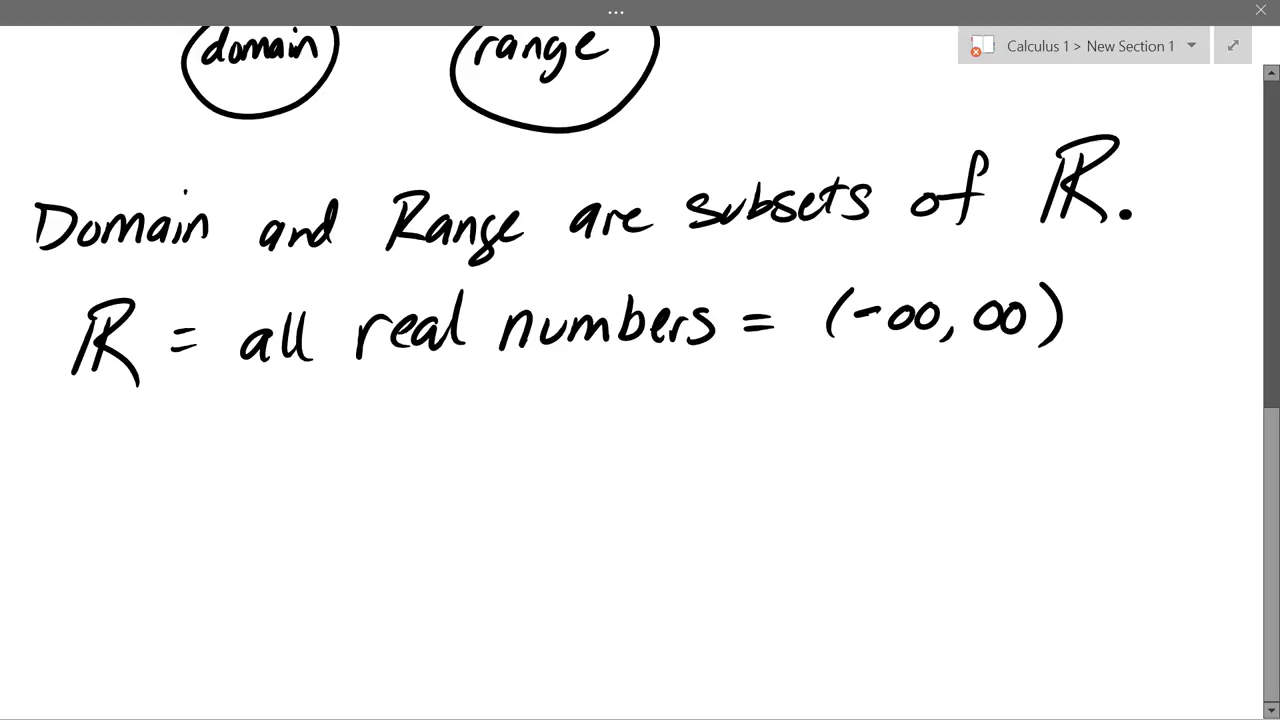 ...
Calculus 1 > New Section 1
domain range
Domain and Range are subsets of ℝ.
ℝ = all real numbers = (-∞, ∞)